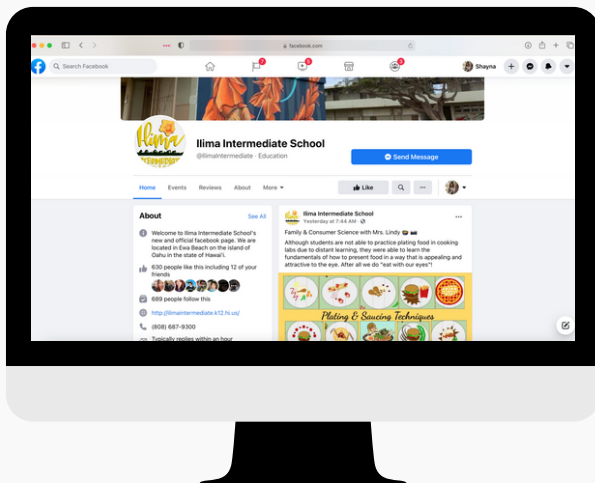 facebook.com
Search Facebook
7
Shayna
Ilima
Ilima Intermediate School
@IlimaIntermediate · Education
Send Message
Home Events Reviews About More
Like
About
See All
Welcome to Ilima Intermediate School's
new and official facebook page. We are
located in Ewa Beach on the island of
Oahu in the state of Hawai'i.
630 people like this including 12 of your
friends
689 people follow this
http://ilimaintermediate.k12.hi.us/
(808) 687-9300
Typically replies within an hour
Ilima Intermediate School
Yesterday at 7:44 AM
Family & Consumer Science with Mrs. Lindy
Although students are not able to practice plating food in cooking
labs due to distant learning, they were able to learn the
fundamentals of how to present food in a way that is appealing and
attractive to the eye. After all we do "eat with our eyes"!
Plating & Saucing Techniques